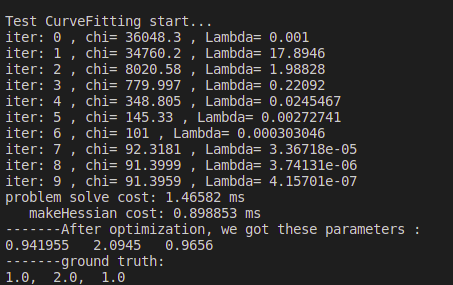 Test CurveFitting start...
iter: 0 , chi= 36048.3 , Lambda= 0.001
iter: 1 , chi= 34760.2 , Lambda= 17.8946
iter: 2 , chi= 8020.58 , Lambda= 1.98828
iter: 3 , chi= 779.997 , Lambda= 0.22092
iter: 4 , chi= 348.805 , Lambda= 0.0245467
iter: 5 , chi= 145.33 , Lambda= 0.00272741
iter: 6 , chi= 101 , Lambda= 0.000303046
iter: 7 , chi= 92.3181 , Lambda= 3.36718e-05
iter: 8 , chi= 91.3999 , Lambda= 3.74131e-06
iter: 9 , chi= 91.3959 , Lambda= 4.15701e-07
problem solve cost: 1.46582 ms
   makeHessian cost: 0.898853 ms
-------After optimization, we got these parameters :
0.941955   2.0945   0.9656
-------ground truth:
1.0,  2.0,  1.0